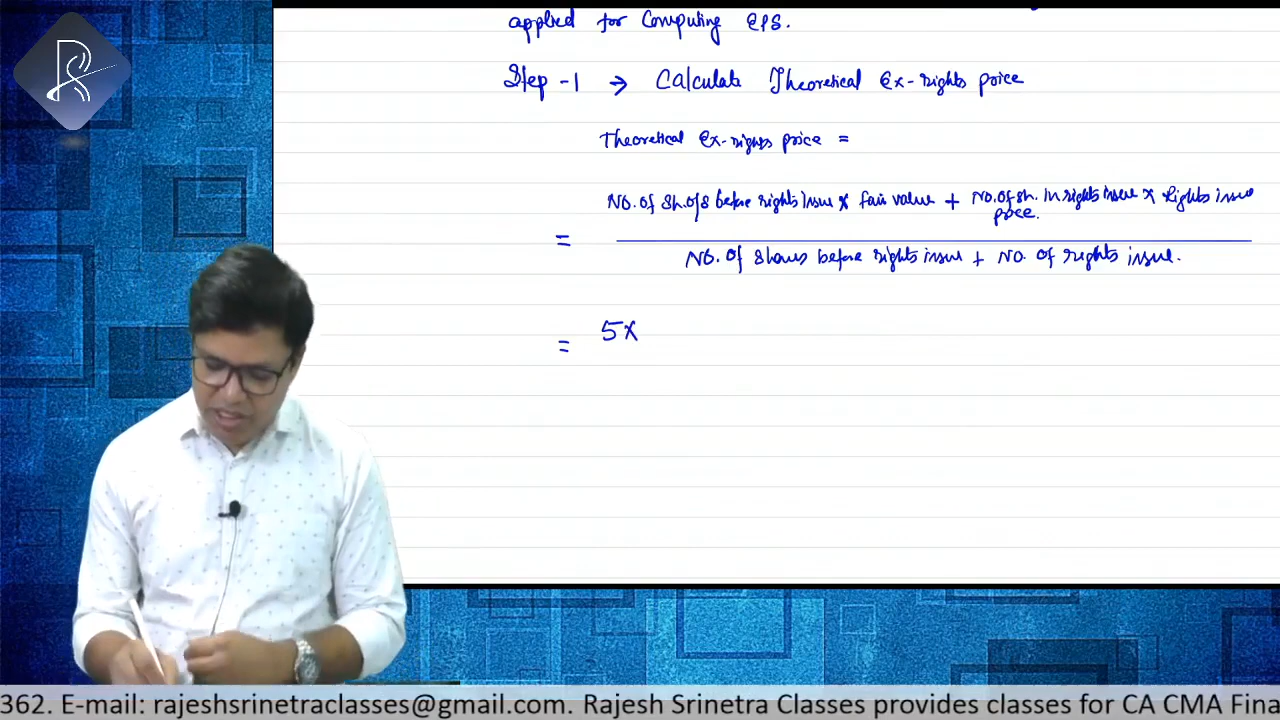 applied for Computing EPS.
Step -1 → Calculate Theoretical Ex-rights price
Theoretical Ex-rights price =
No. of Sh. o/s before rights issue x fair value + No. of sh. in rights issue x Rights issue
price.
=
No. of Shares before rights issue + No. of rights issue.
= 5x
362. E-mail: rajeshsrinetraclasses@gmail.com. Rajesh Srinetra Classes provides classes for CA CMA Fina